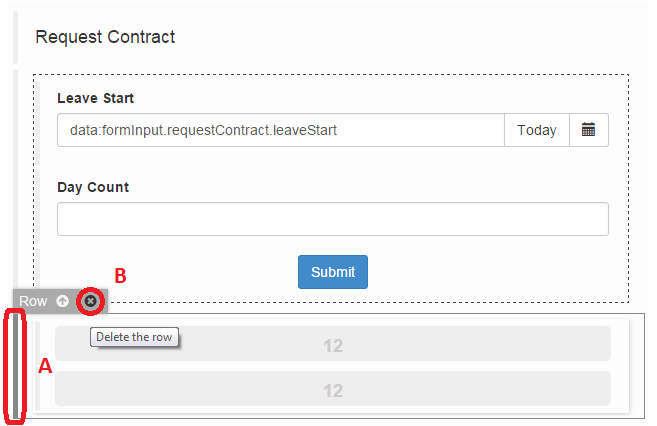 Request Contract
Leave Start
data:formInput.requestContract.leaveStart Today
Day Count
Submit
B
Row
Delete the row
A
12
12